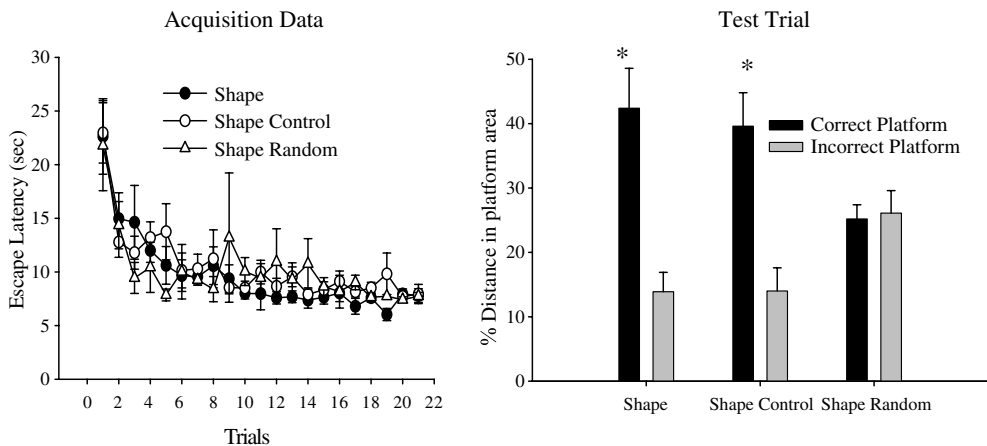 Acquisition Data
30
25
20
15
10
5
0
Escape Latency (sec)
Shape
Shape Control
Shape Random
0 2 4 6 8 10 12 14 16 18 20 22
Trials
Test Trial
50
40
30
20
10
0
% Distance in platform area
* *
Correct Platform
Incorrect Platform
Shape Shape Control Shape Random